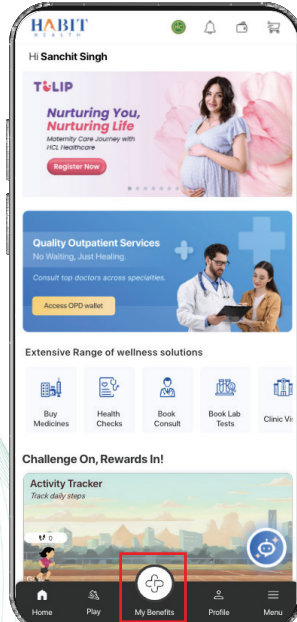 HABIT
HEALTH
Hi Sanchit Singh
TULIP
Nurturing You,
Nurturing Life
Maternity Care Journey with
HCL Healthcare
Register Now
Quality Outpatient Services
No Waiting, Just Healing.
Consult top doctors across specialties.
Access OPD wallet
Extensive Range of wellness solutions
Buy
Medicines
Health
Checks
Book
Consult
Book Lab
Tests
Clinic Vi
Challenge On, Rewards In!
Activity Tracker
Track daily steps
0
Home
Play
My Benefits
Profile
Menu